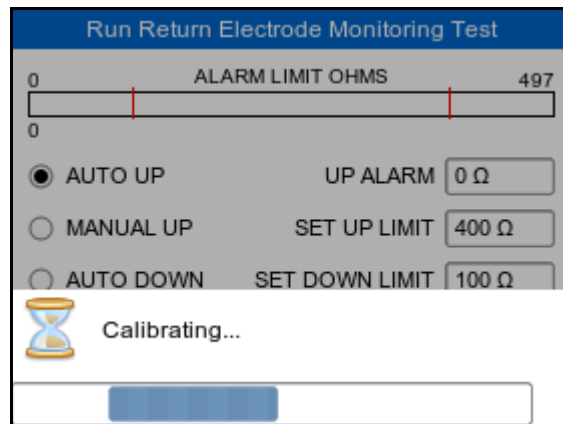 Run Return Electrode Monitoring Test
0 ALARM LIMIT OHMS 497
0
AUTO UP UP ALARM 0 Ω
MANUAL UP SET UP LIMIT 400 Ω
AUTO DOWN SET DOWN LIMIT 100 Ω
Calibrating...